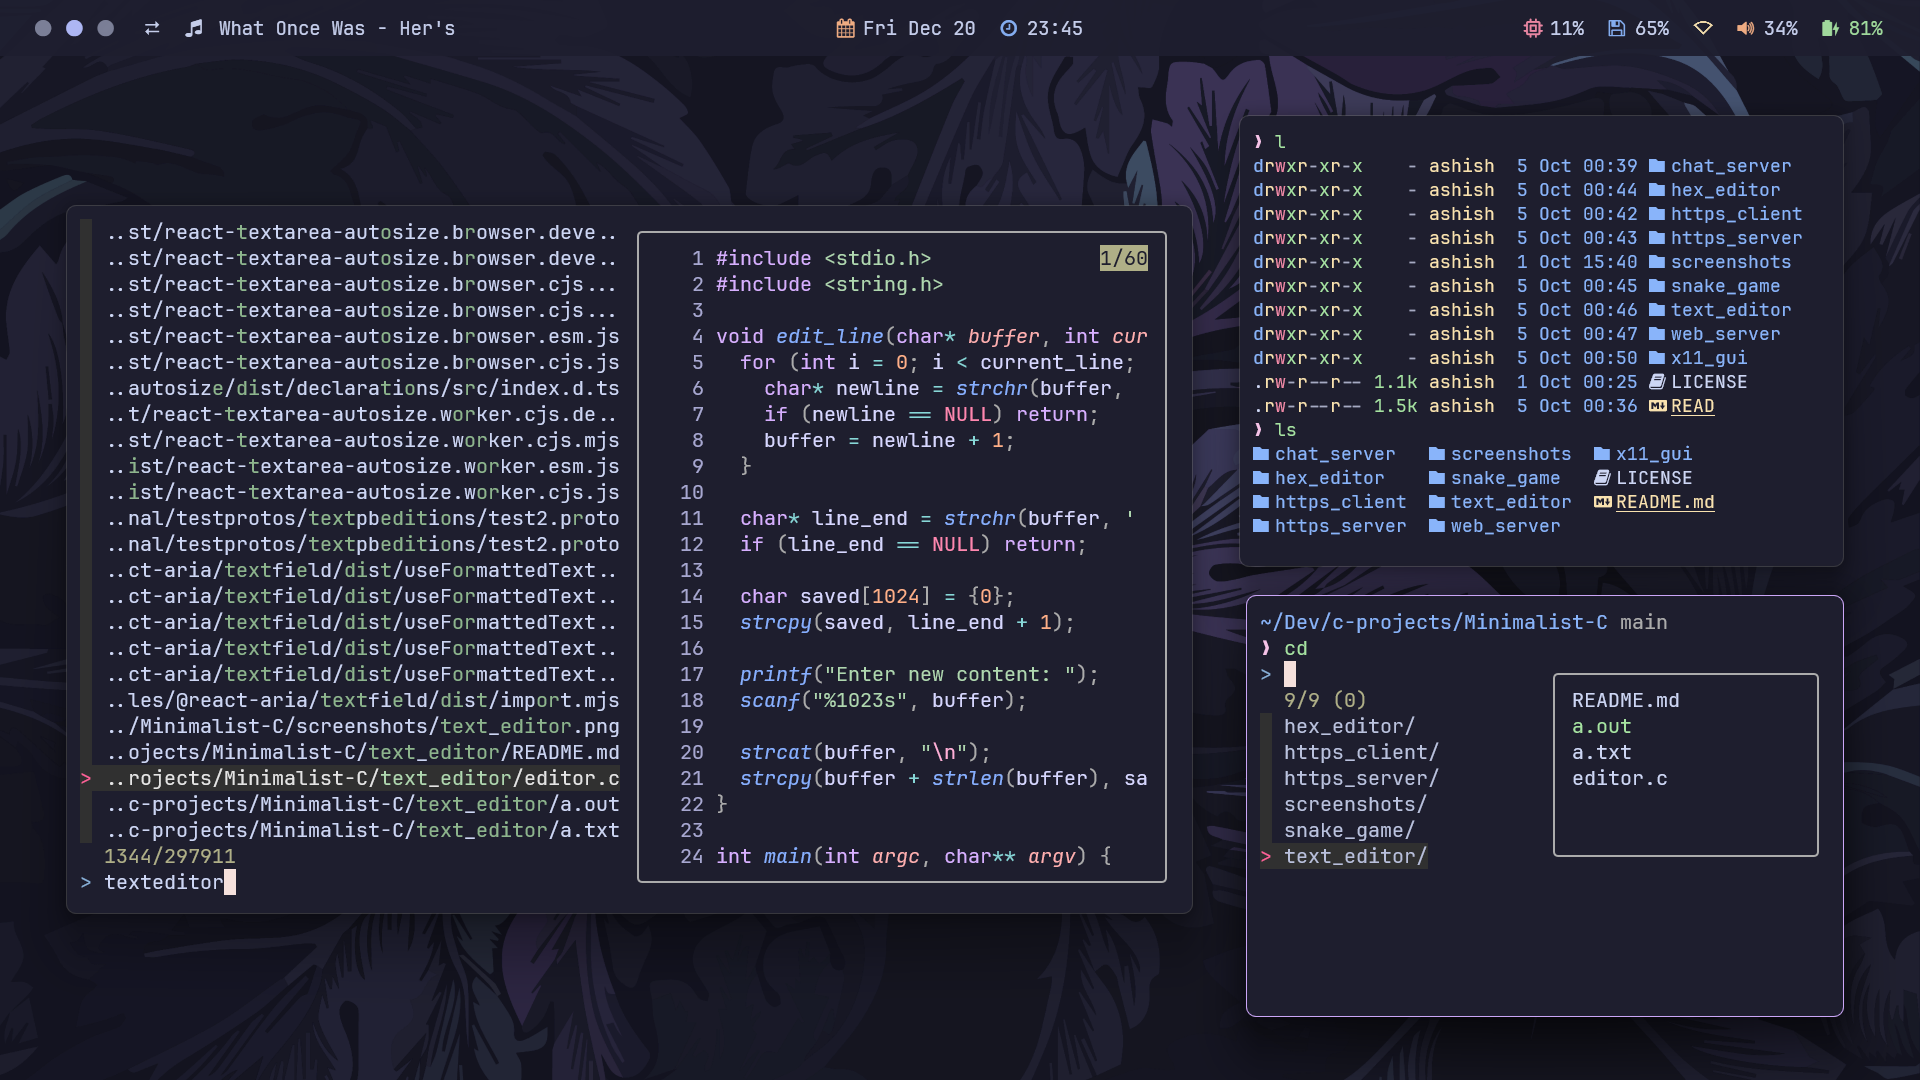 What Once Was - Her's
Fri Dec 20 23:45
11% 65% 34% 81%
..st/react-textarea-autosize.browser.deve..
..st/react-textarea-autosize.browser.deve..
..st/react-textarea-autosize.browser.cjs...
..st/react-textarea-autosize.browser.cjs...
..st/react-textarea-autosize.browser.esm.js
..st/react-textarea-autosize.browser.cjs.js
..autosize/dist/declarations/src/index.d.ts
..t/react-textarea-autosize.worker.cjs.de..
..st/react-textarea-autosize.worker.cjs.mjs
..ist/react-textarea-autosize.worker.esm.js
..ist/react-textarea-autosize.worker.cjs.js
..nal/testprotos/textpbeditions/test2.proto
..nal/testprotos/textpbeditions/test2.proto
..ct-aria/textfield/dist/useFormattedText..
..ct-aria/textfield/dist/useFormattedText..
..ct-aria/textfield/dist/useFormattedText..
..ct-aria/textfield/dist/useFormattedText..
..ct-aria/textfield/dist/useFormattedText..
..les/@react-aria/textfield/dist/import.mjs
../Minimalist-C/screenshots/text_editor.png
..ojects/Minimalist-C/text_editor/README.md
> ..rojects/Minimalist-C/text_editor/editor.c
..c-projects/Minimalist-C/text_editor/a.out
..c-projects/Minimalist-C/text_editor/a.txt
1344/297911
> texteditor
1/60
1 #include <stdio.h>
2 #include <string.h>
3
4 void edit_line(char* buffer, int cur
5   for (int i = 0; i < current_line;
6     char* newline = strchr(buffer,
7     if (newline == NULL) return;
8     buffer = newline + 1;
9   }
10
11   char* line_end = strchr(buffer, '
12   if (line_end == NULL) return;
13
14   char saved[1024] = {0};
15   strcpy(saved, line_end + 1);
16
17   printf("Enter new content: ");
18   scanf("%1023s", buffer);
19
20   strcat(buffer, "\n");
21   strcpy(buffer + strlen(buffer), sa
22 }
23
24 int main(int argc, char** argv) {
❱ l
drwxr-xr-x    - ashish  5 Oct 00:39 chat_server
drwxr-xr-x    - ashish  5 Oct 00:44 hex_editor
drwxr-xr-x    - ashish  5 Oct 00:42 https_client
drwxr-xr-x    - ashish  5 Oct 00:43 https_server
drwxr-xr-x    - ashish  1 Oct 15:40 screenshots
drwxr-xr-x    - ashish  5 Oct 00:45 snake_game
drwxr-xr-x    - ashish  5 Oct 00:46 text_editor
drwxr-xr-x    - ashish  5 Oct 00:47 web_server
drwxr-xr-x    - ashish  5 Oct 00:50 x11_gui
.rw-r--r-- 1.1k ashish  1 Oct 00:25 LICENSE
.rw-r--r-- 1.5k ashish  5 Oct 00:36 READ
❱ ls
chat_server   screenshots  x11_gui
hex_editor    snake_game   LICENSE
https_client  text_editor  README.md
https_server  web_server
~/Dev/c-projects/Minimalist-C main
❱ cd
>
9/9 (0)
hex_editor/
https_client/
https_server/
screenshots/
snake_game/
> text_editor/
README.md
a.out
a.txt
editor.c